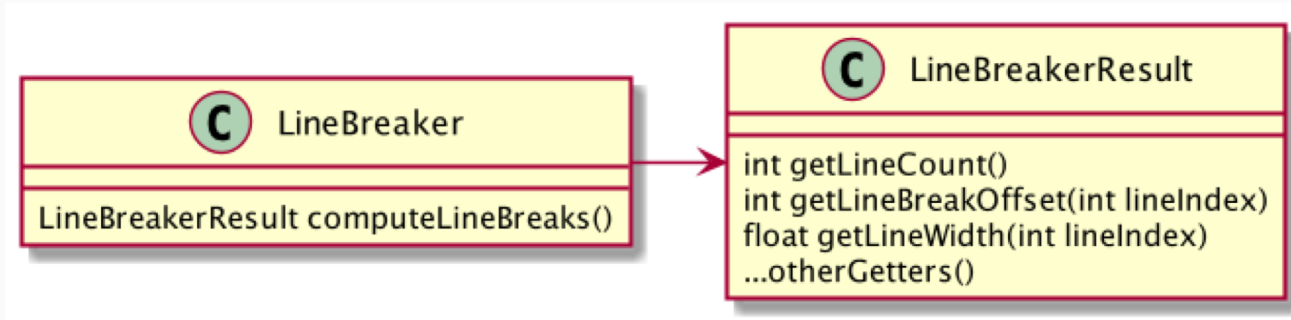 C LineBreaker
LineBreakerResult computeLineBreaks()
C LineBreakerResult
int getLineCount()
int getLineBreakOffset(int lineIndex)
float getLineWidth(int lineIndex)
...otherGetters()